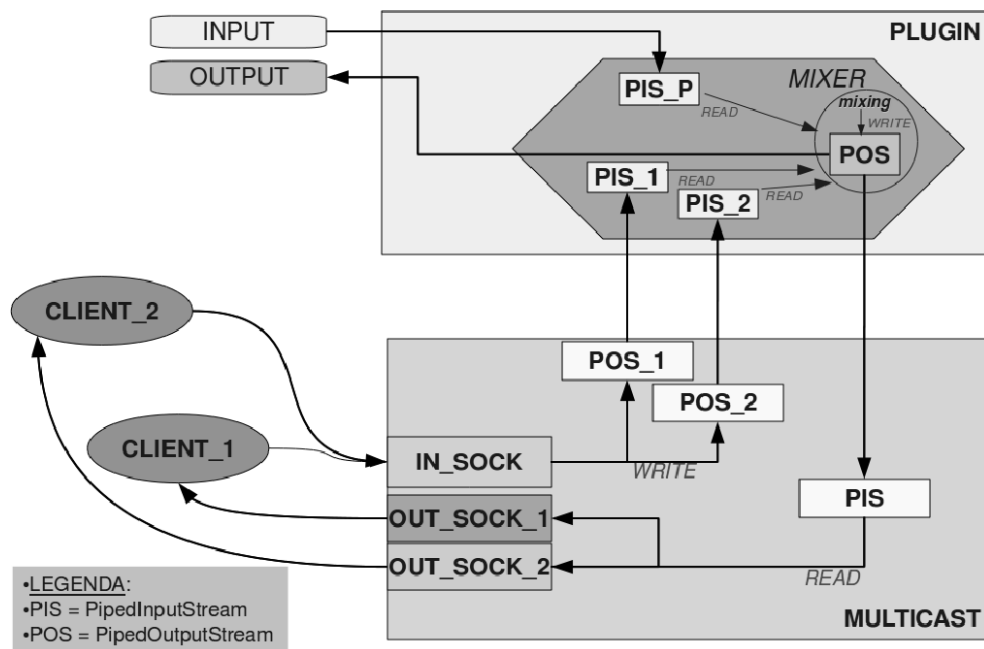 INPUT
PLUGIN
OUTPUT
MIXER
PIS_P
READ
mixing
WRITE
POS
PIS_1
READ
PIS_2
READ
CLIENT_2
POS_1
POS_2
CLIENT_1
IN_SOCK
WRITE
OUT_SOCK_1
PIS
OUT_SOCK_2
READ
•LEGENDA:
•PIS = PipedInputStream
•POS = PipedOutputStream
MULTICAST